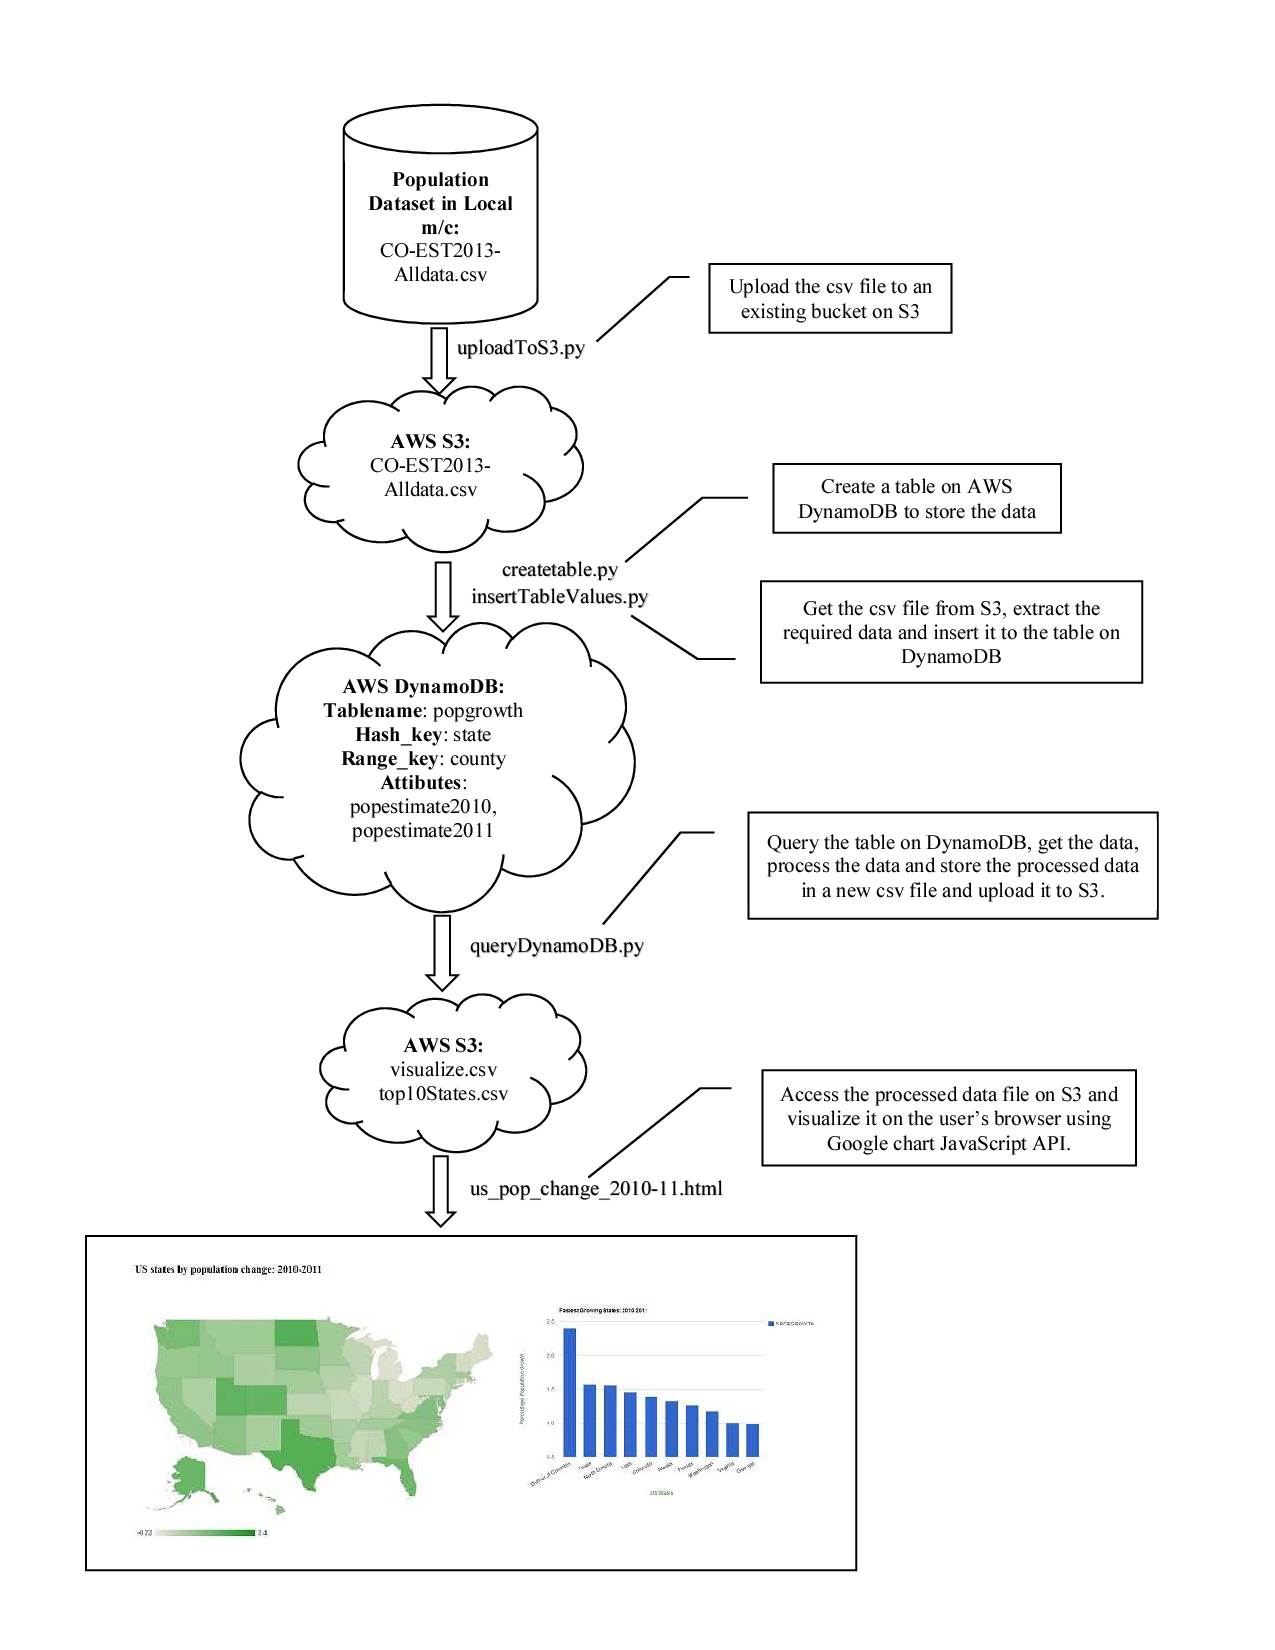 Population
Dataset in Local
m/c:
CO-EST2013-
Alldata.csv
Upload the csv file to an
existing bucket on S3
uploadToS3.py
AWS S3:
CO-EST2013-
Alldata.csv
Create a table on AWS
DynamoDB to store the data
createtable.py
insertTableValues.py
Get the csv file from S3, extract the
required data and insert it to the table on
DynamoDB
AWS DynamoDB:
Tablename: popgrowth
Hash_key: state
Range_key: county
Attibutes:
popestimate2010,
popestimate2011
Query the table on DynamoDB, get the data,
process the data and store the processed data
in a new csv file and upload it to S3.
queryDynamoDB.py
AWS S3:
visualize.csv
top10States.csv
Access the processed data file on S3 and
visualize it on the user's browser using
Google chart JavaScript API.
us_pop_change_2010-11.html
US states by population change: 2010-2011
Fastest Growing States: 2010-2011
2.5
2.0
1.5
1.0
0.5
Percentage Population Growth
District of Columbia
Texas
North Dakota
Utah
Colorado
Florida
Washington
Virginia
Georgia
US States
2.4